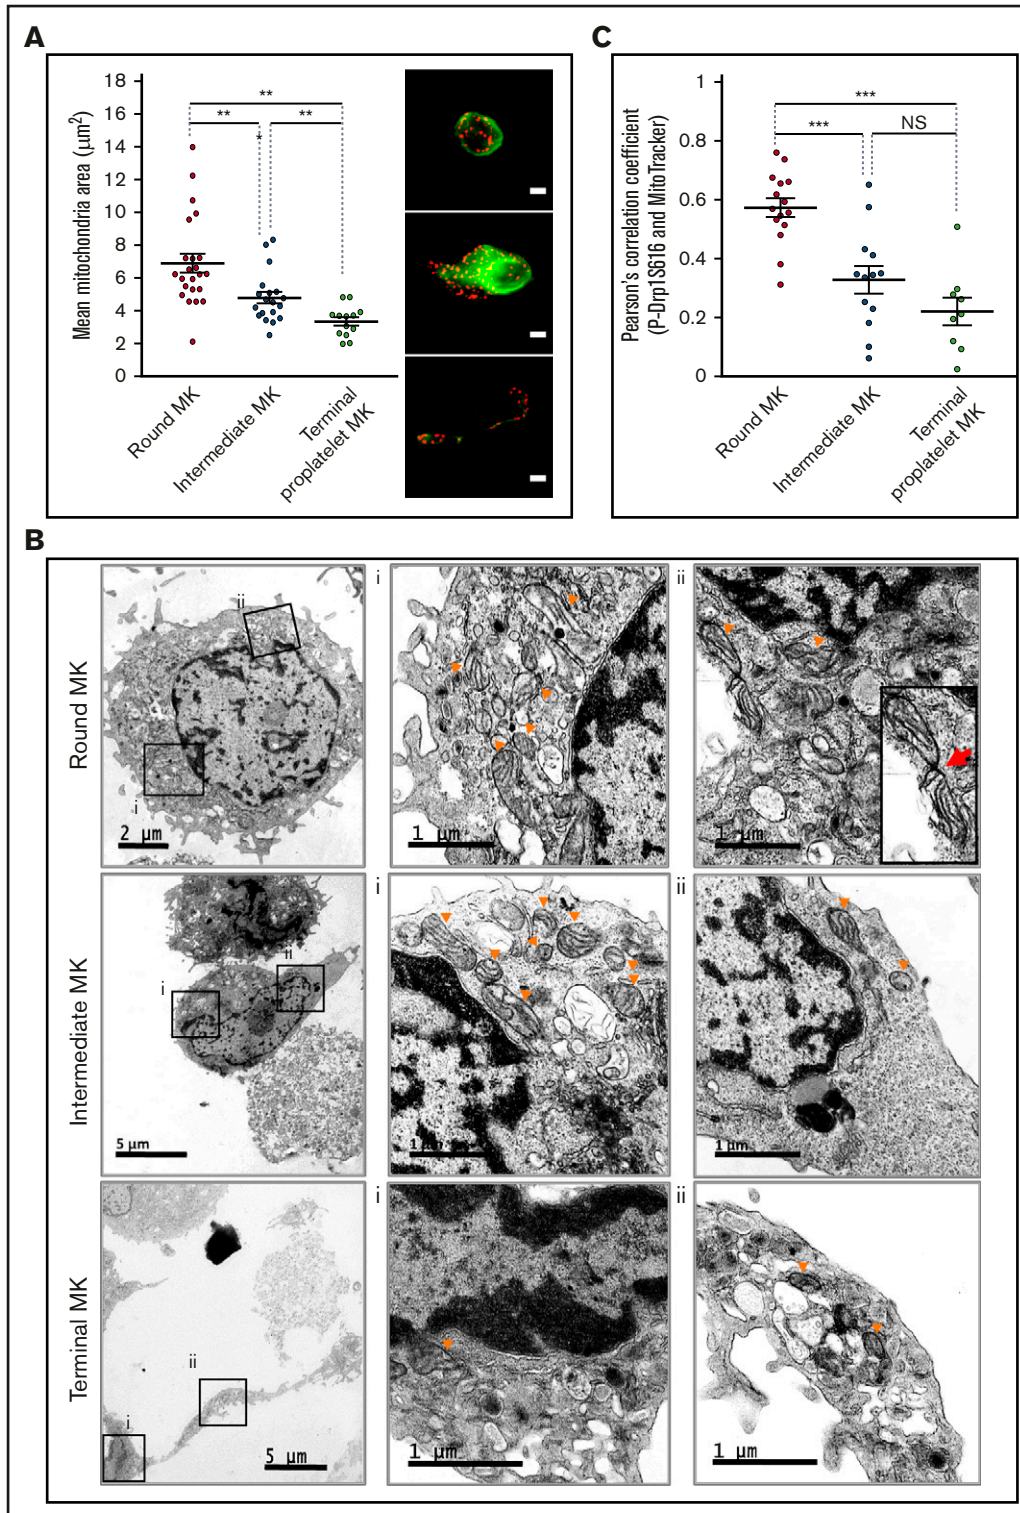 A
Mean mitochondria area (µm²)
18
16
14
12
10
8
6
4
2
0
**
**
**
*
Round MK
Intermediate MK
Terminal
proplatelet MK
C
Pearson's correlation coefficient
(P-Drp1S616 and MitoTracker)
1
0.8
0.6
0.4
0.2
0
***
***
NS
Round MK
Intermediate MK
Terminal
proplatelet MK
B
Round MK
ii
i
2 µm
i
1 µm
ii
1 µm
Intermediate MK
i
ii
5 µm
i
1 µm
ii
1 µm
Terminal MK
ii
i
5 µm
i
1 µm
ii
1 µm